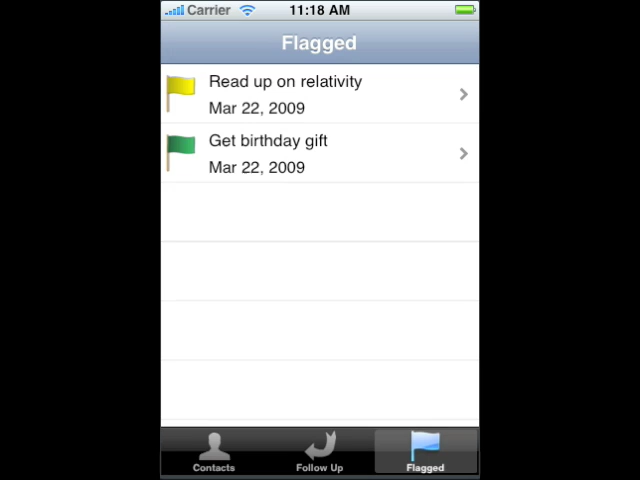 Carrier 11:18 AM
Flagged
Read up on relativity
Mar 22, 2009
Get birthday gift
Mar 22, 2009
Contacts Follow Up Flagged